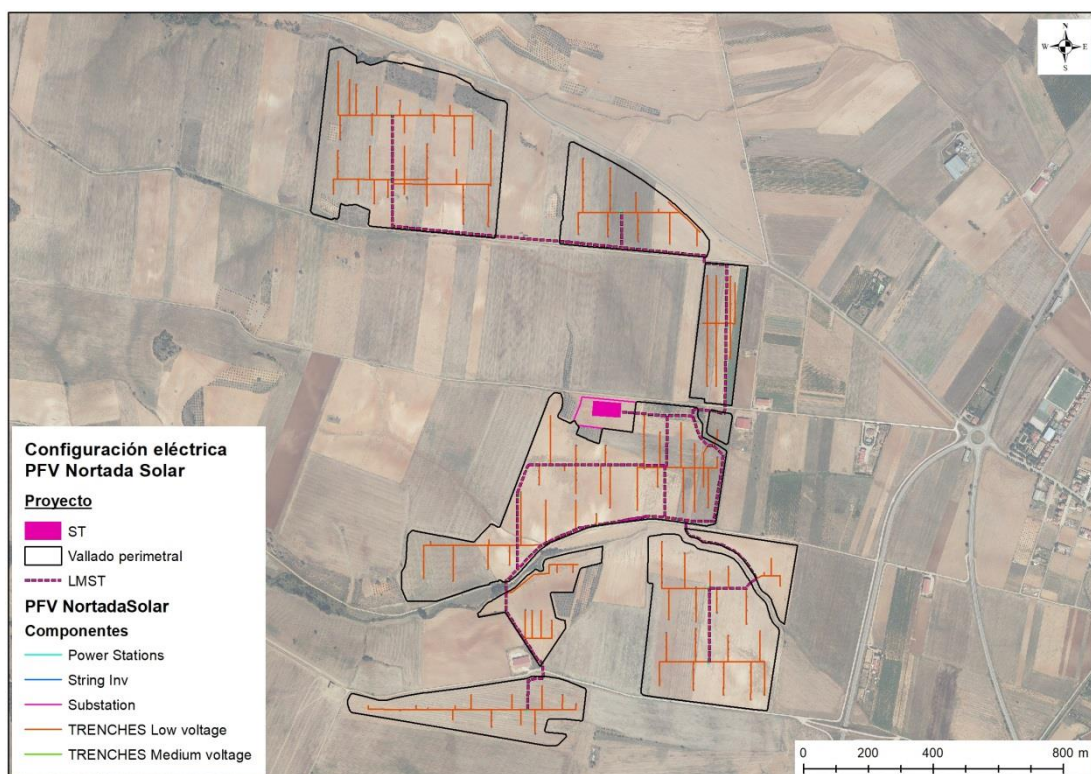 N
W E
S
Configuración eléctrica
PFV Nortada Solar
Proyecto
ST
Vallado perimetral
LMST
PFV NortadaSolar
Componentes
Power Stations
String Inv
Substation
TRENCHES Low voltage
TRENCHES Medium voltage
0 200 400 800 m